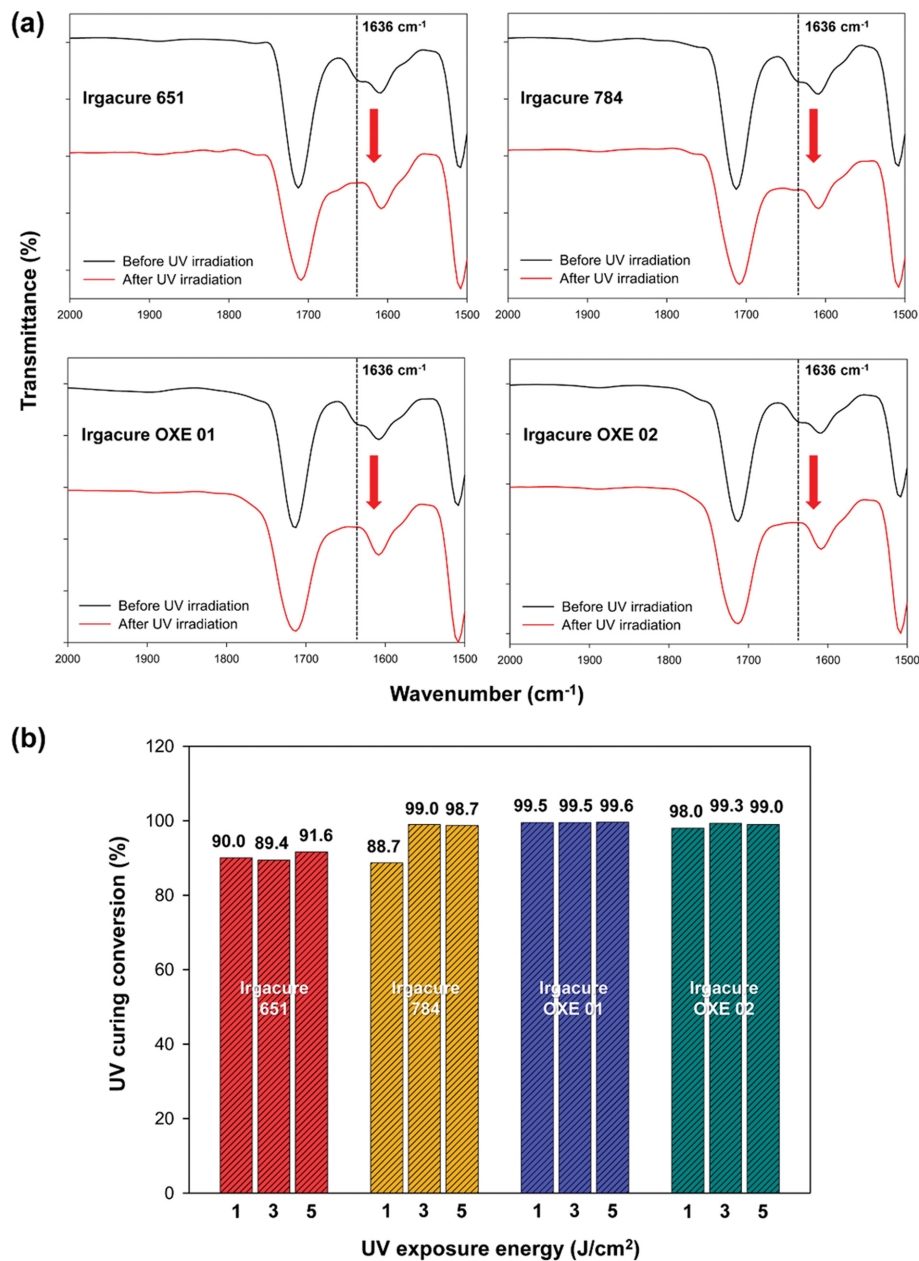 (a)
1636 cm⁻¹
Irgacure 651
Before UV irradiation
After UV irradiation
2000 1900 1800 1700 1600 1500
1636 cm⁻¹
Irgacure 784
Before UV irradiation
After UV irradiation
2000 1900 1800 1700 1600 1500
Transmittance (%)
1636 cm⁻¹
Irgacure OXE 01
Before UV irradiation
After UV irradiation
2000 1900 1800 1700 1600 1500
1636 cm⁻¹
Irgacure OXE 02
Before UV irradiation
After UV irradiation
2000 1900 1800 1700 1600 1500
Wavenumber (cm⁻¹)
(b)
UV curing conversion (%)
120
100
80
60
40
20
0
90.0 89.4 91.6
88.7 99.0 98.7
99.5 99.5 99.6
98.0 99.3 99.0
Irgacure
651
Irgacure
784
Irgacure
OXE 01
Irgacure
OXE 02
1 3 5 1 3 5 1 3 5 1 3 5
UV exposure energy (J/cm²)